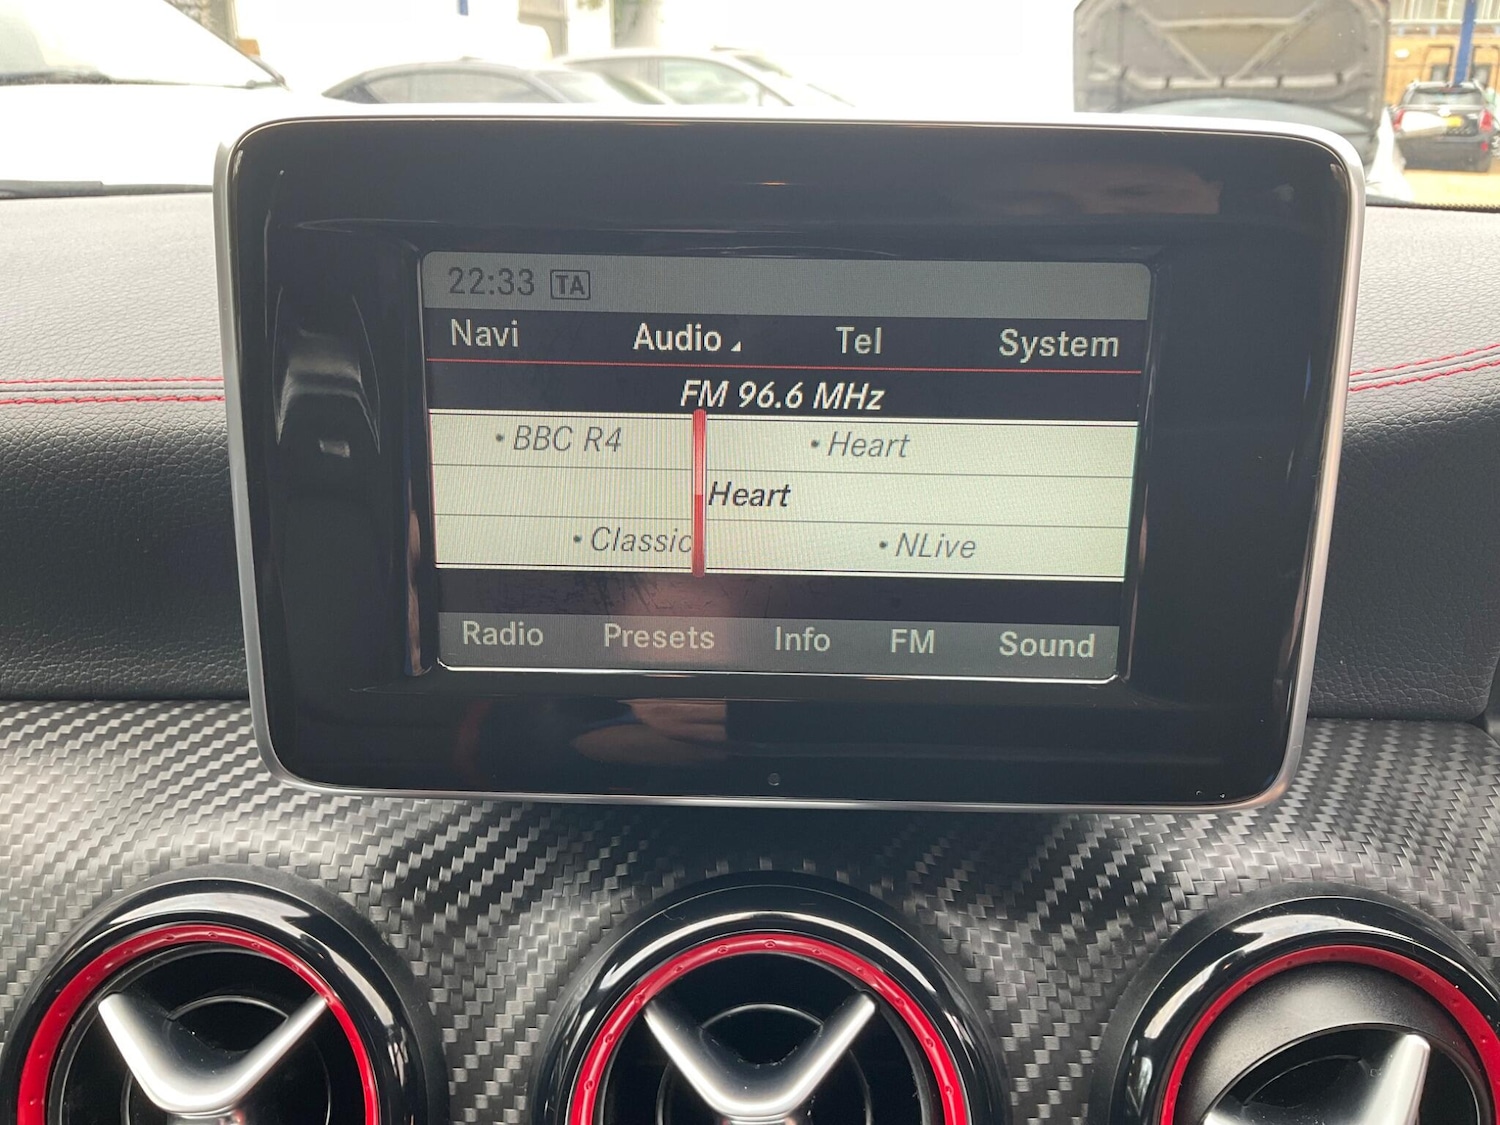 22:33 TA
Navi Audio Tel System
FM 96.6 MHz
• BBC R4 • Heart
Heart
• Classic • NLive
Radio Presets Info FM Sound